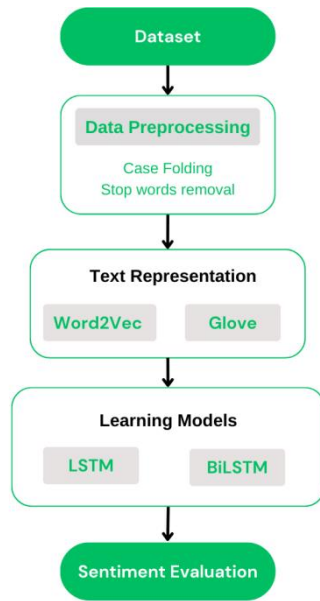 Dataset
Data Preprocessing
Case Folding
Stop words removal
Text Representation
Word2Vec
Glove
Learning Models
LSTM
BiLSTM
Sentiment Evaluation